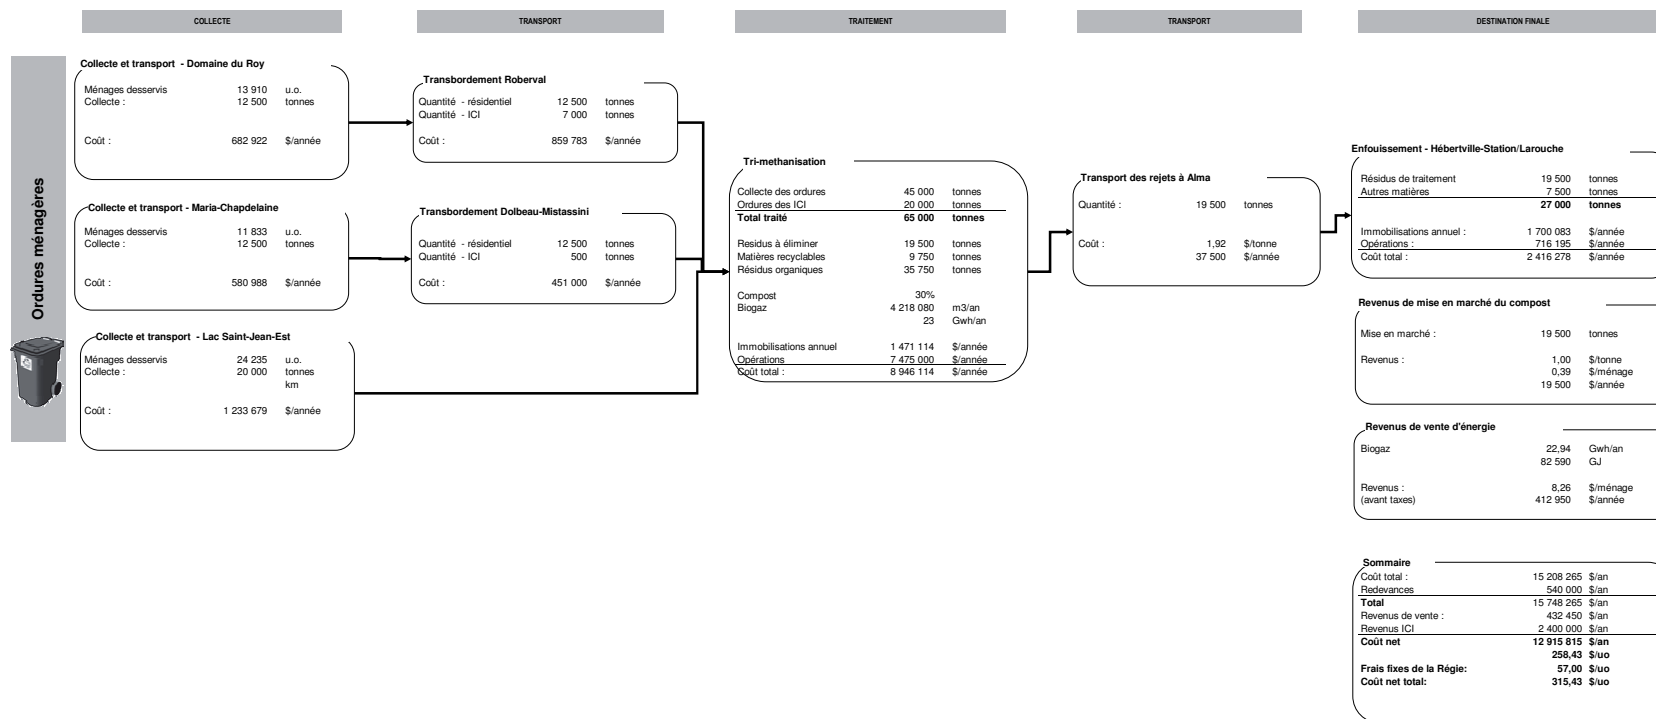 COLLECTE
TRANSPORT
TRAITEMENT
TRANSPORT
DESTINATION FINALE
Ordures ménagères
Collecte et transport - Domaine du Roy
Ménages desservis 13 910 u.o.
Collecte : 12 500 tonnes
Coût : 682 922 $/année
Collecte et transport - Maria-Chapdelaine
Ménages desservis 11 833 u.o.
Collecte : 12 500 tonnes
Coût : 580 988 $/année
Collecte et transport - Lac Saint-Jean-Est
Ménages desservis 24 235 u.o.
Collecte : 20 000 tonnes
km
Coût : 1 233 679 $/année
Transbordement Roberval
Quantité - résidentiel 12 500 tonnes
Quantité - ICI 7 000 tonnes
Coût : 859 783 $/année
Transbordement Dolbeau-Mistassini
Quantité - résidentiel 12 500 tonnes
Quantité - ICI 500 tonnes
Coût : 451 000 $/année
Tri-methanisation
Collecte des ordures 45 000 tonnes
Ordures des ICI 20 000 tonnes
Total traité 65 000 tonnes
Residus à éliminer 19 500 tonnes
Matières recyclables 9 750 tonnes
Résidus organiques 35 750 tonnes
Compost 30%
Biogaz 4 218 080 m3/an
23 Gwh/an
Immobilisations annuel 1 471 114 $/année
Opérations 7 475 000 $/année
Coût total : 8 946 114 $/année
Transport des rejets à Alma
Quantité : 19 500 tonnes
Coût : 1,92 $/tonne
37 500 $/année
Enfouissement - Hébertville-Station/Larouche
Résidus de traitement 19 500 tonnes
Autres matières 7 500 tonnes
27 000 tonnes
Immobilisations annuel : 1 700 083 $/année
Opérations : 716 195 $/année
Coût total : 2 416 278 $/année
Revenus de mise en marché du compost
Mise en marché : 19 500 tonnes
Revenus : 1,00 $/tonne
0,39 $/ménage
19 500 $/année
Revenus de vente d'énergie
Biogaz 22,94 Gwh/an
82 590 GJ
Revenus : 8,26 $/ménage
(avant taxes) 412 950 $/année
Sommaire
Coût total : 15 208 265 $/an
Redevances 540 000 $/an
Total 15 748 265 $/an
Revenus de vente : 432 450 $/an
Revenus ICI 2 400 000 $/an
Coût net 12 915 815 $/an
258,43 $/uo
Frais fixes de la Régie: 57,00 $/uo
Coût net total: 315,43 $/uo